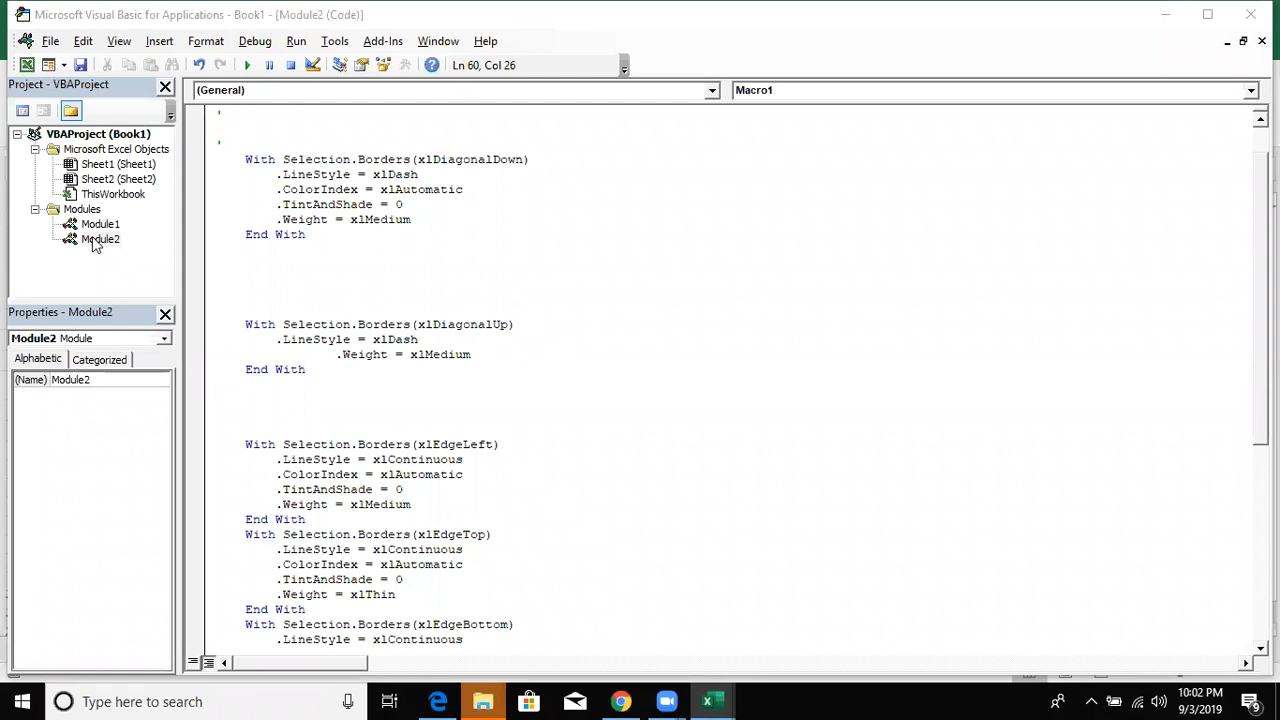 Microsoft Visual Basic for Applications - Book1 - [Module2 (Code)]
File Edit View Insert Format Debug Run Tools Add-Ins Window Help
Ln 60, Col 26
Project - VBAProject
(General)
Macro1
VBAProject (Book1)
Microsoft Excel Objects
Sheet1 (Sheet1)
Sheet2 (Sheet2)
ThisWorkbook
Modules
Module1
Module2
Properties - Module2
Module2 Module
Alphabetic Categorized
(Name) Module2
'
'
With Selection.Borders(xlDiagonalDown)
.LineStyle = xlDash
.ColorIndex = xlAutomatic
.TintAndShade = 0
.Weight = xlMedium
End With
With Selection.Borders(xlDiagonalUp)
.LineStyle = xlDash
.Weight = xlMedium
End With
With Selection.Borders(xlEdgeLeft)
.LineStyle = xlContinuous
.ColorIndex = xlAutomatic
.TintAndShade = 0
.Weight = xlMedium
End With
With Selection.Borders(xlEdgeTop)
.LineStyle = xlContinuous
.ColorIndex = xlAutomatic
.TintAndShade = 0
.Weight = xlThin
End With
With Selection.Borders(xlEdgeBottom)
.LineStyle = xlContinuous
Type here to search
10:02 PM
9/3/2019
9